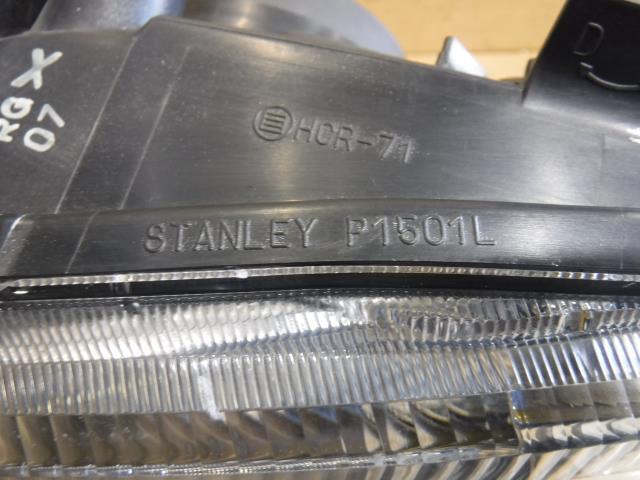 X
RG
07
HCR-71
STANLEY P1501L
D